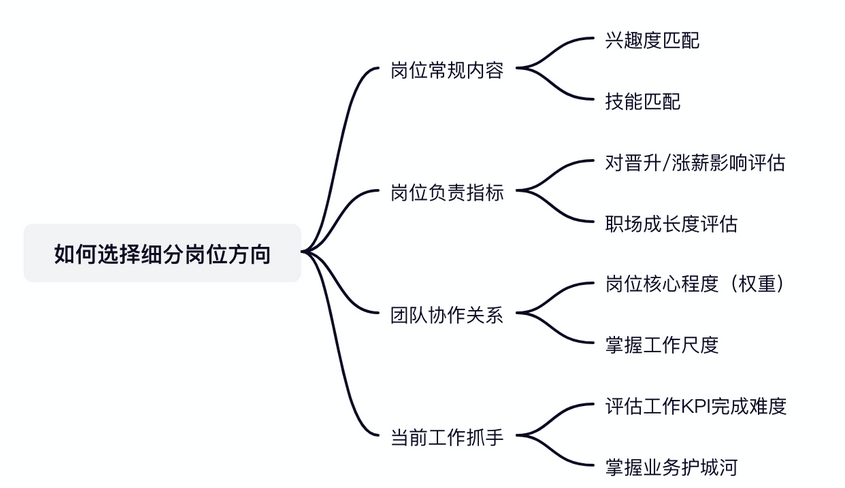 如何选择细分岗位方向
岗位常规内容
兴趣度匹配
技能匹配
岗位负责指标
对晋升/涨薪影响评估
职场成长度评估
团队协作关系
岗位核心程度（权重）
掌握工作尺度
当前工作抓手
评估工作KPI完成难度
掌握业务护城河